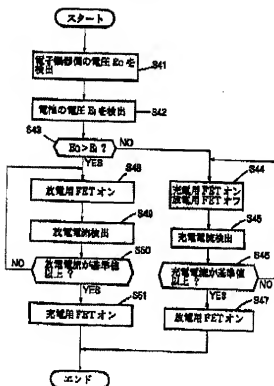 スタート
電子機器側の電圧 Eo を
検出
S41
電池の電圧 Ei を検出
S42
S43
Eo>Ei ?
NO
YES
S48
放電用FETオン
S44
充電用FETオン
放電用FETオフ
S49
放電電流検出
S45
充電電流検出
S50
放電電流が基準値
以上 ?
NO
YES
S46
充電電流が基準値
以上 ?
NO
YES
S51
充電用FETオン
S47
放電用FETオン
エンド